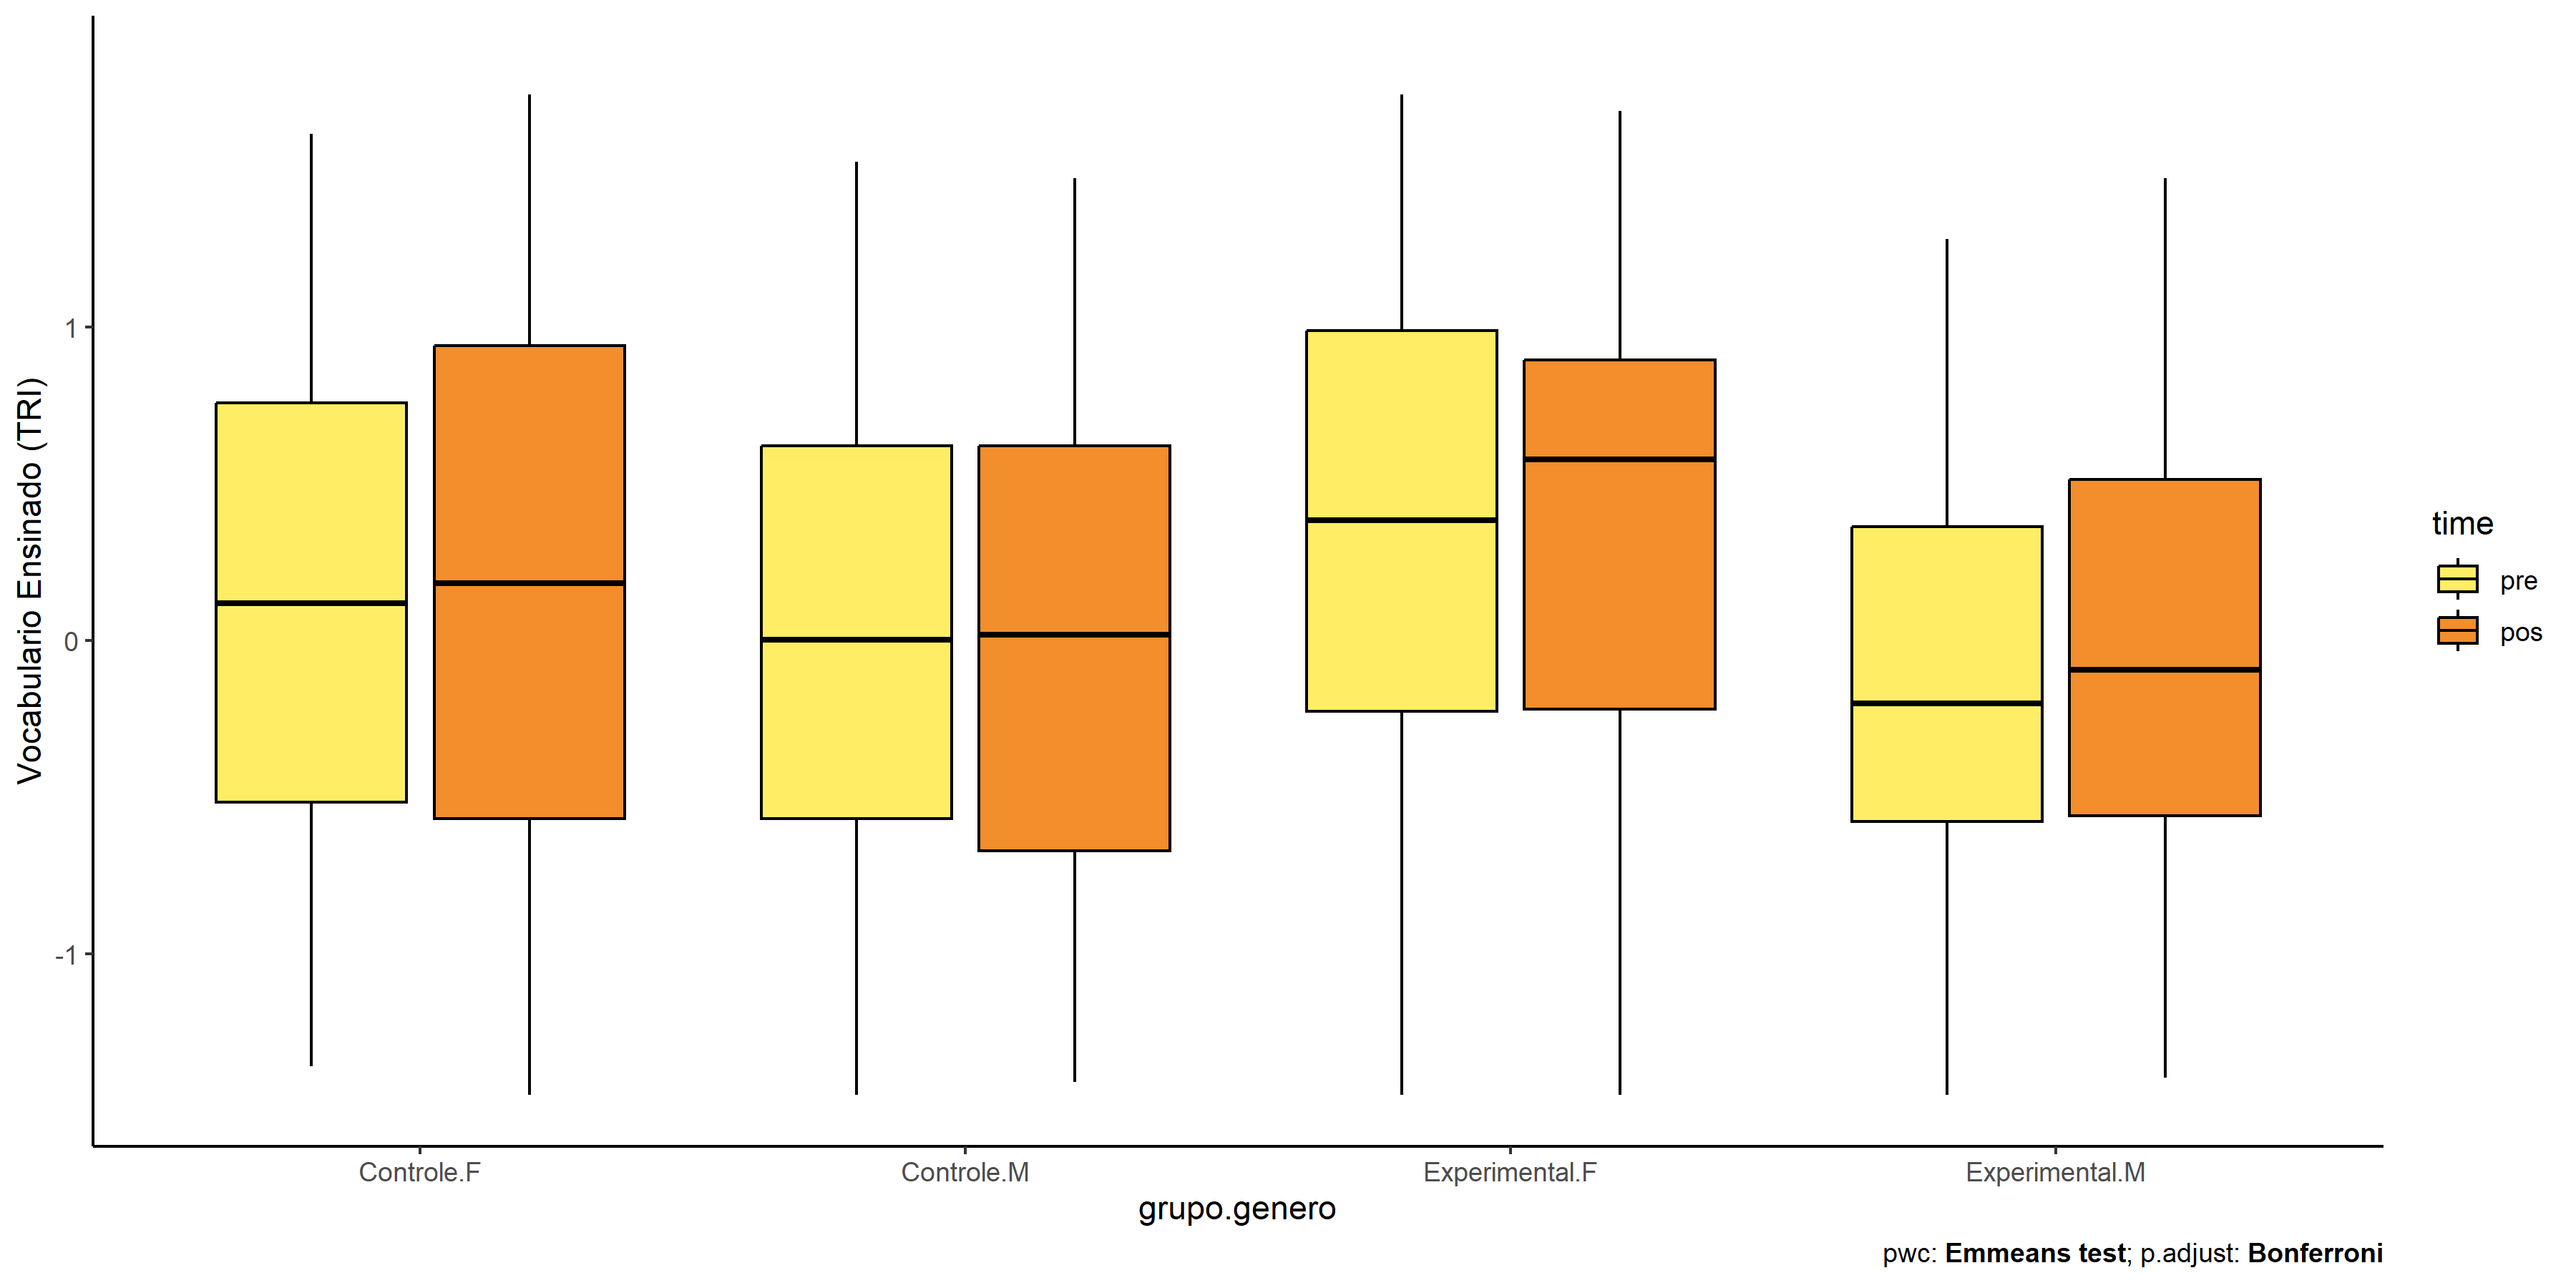 Vocabulario Ensinado (TRI)
1
0
-1
Controle.F
Controle.M
Experimental.F
Experimental.M
grupo.genero
time
pre
pos
pwc: Emmeans test; p.adjust: Bonferroni